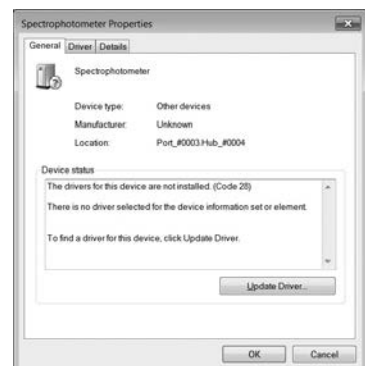 Spectrophotometer Properties
General Driver Details
Spectrophotometer
Device type: Other devices
Manufacturer: Unknown
Location: Port_#0003.Hub_#0004
Device status
The drivers for this device are not installed. (Code 28)
There is no driver selected for the device information set or element.
To find a driver for this device, click Update Driver.
Update Driver...
OK Cancel